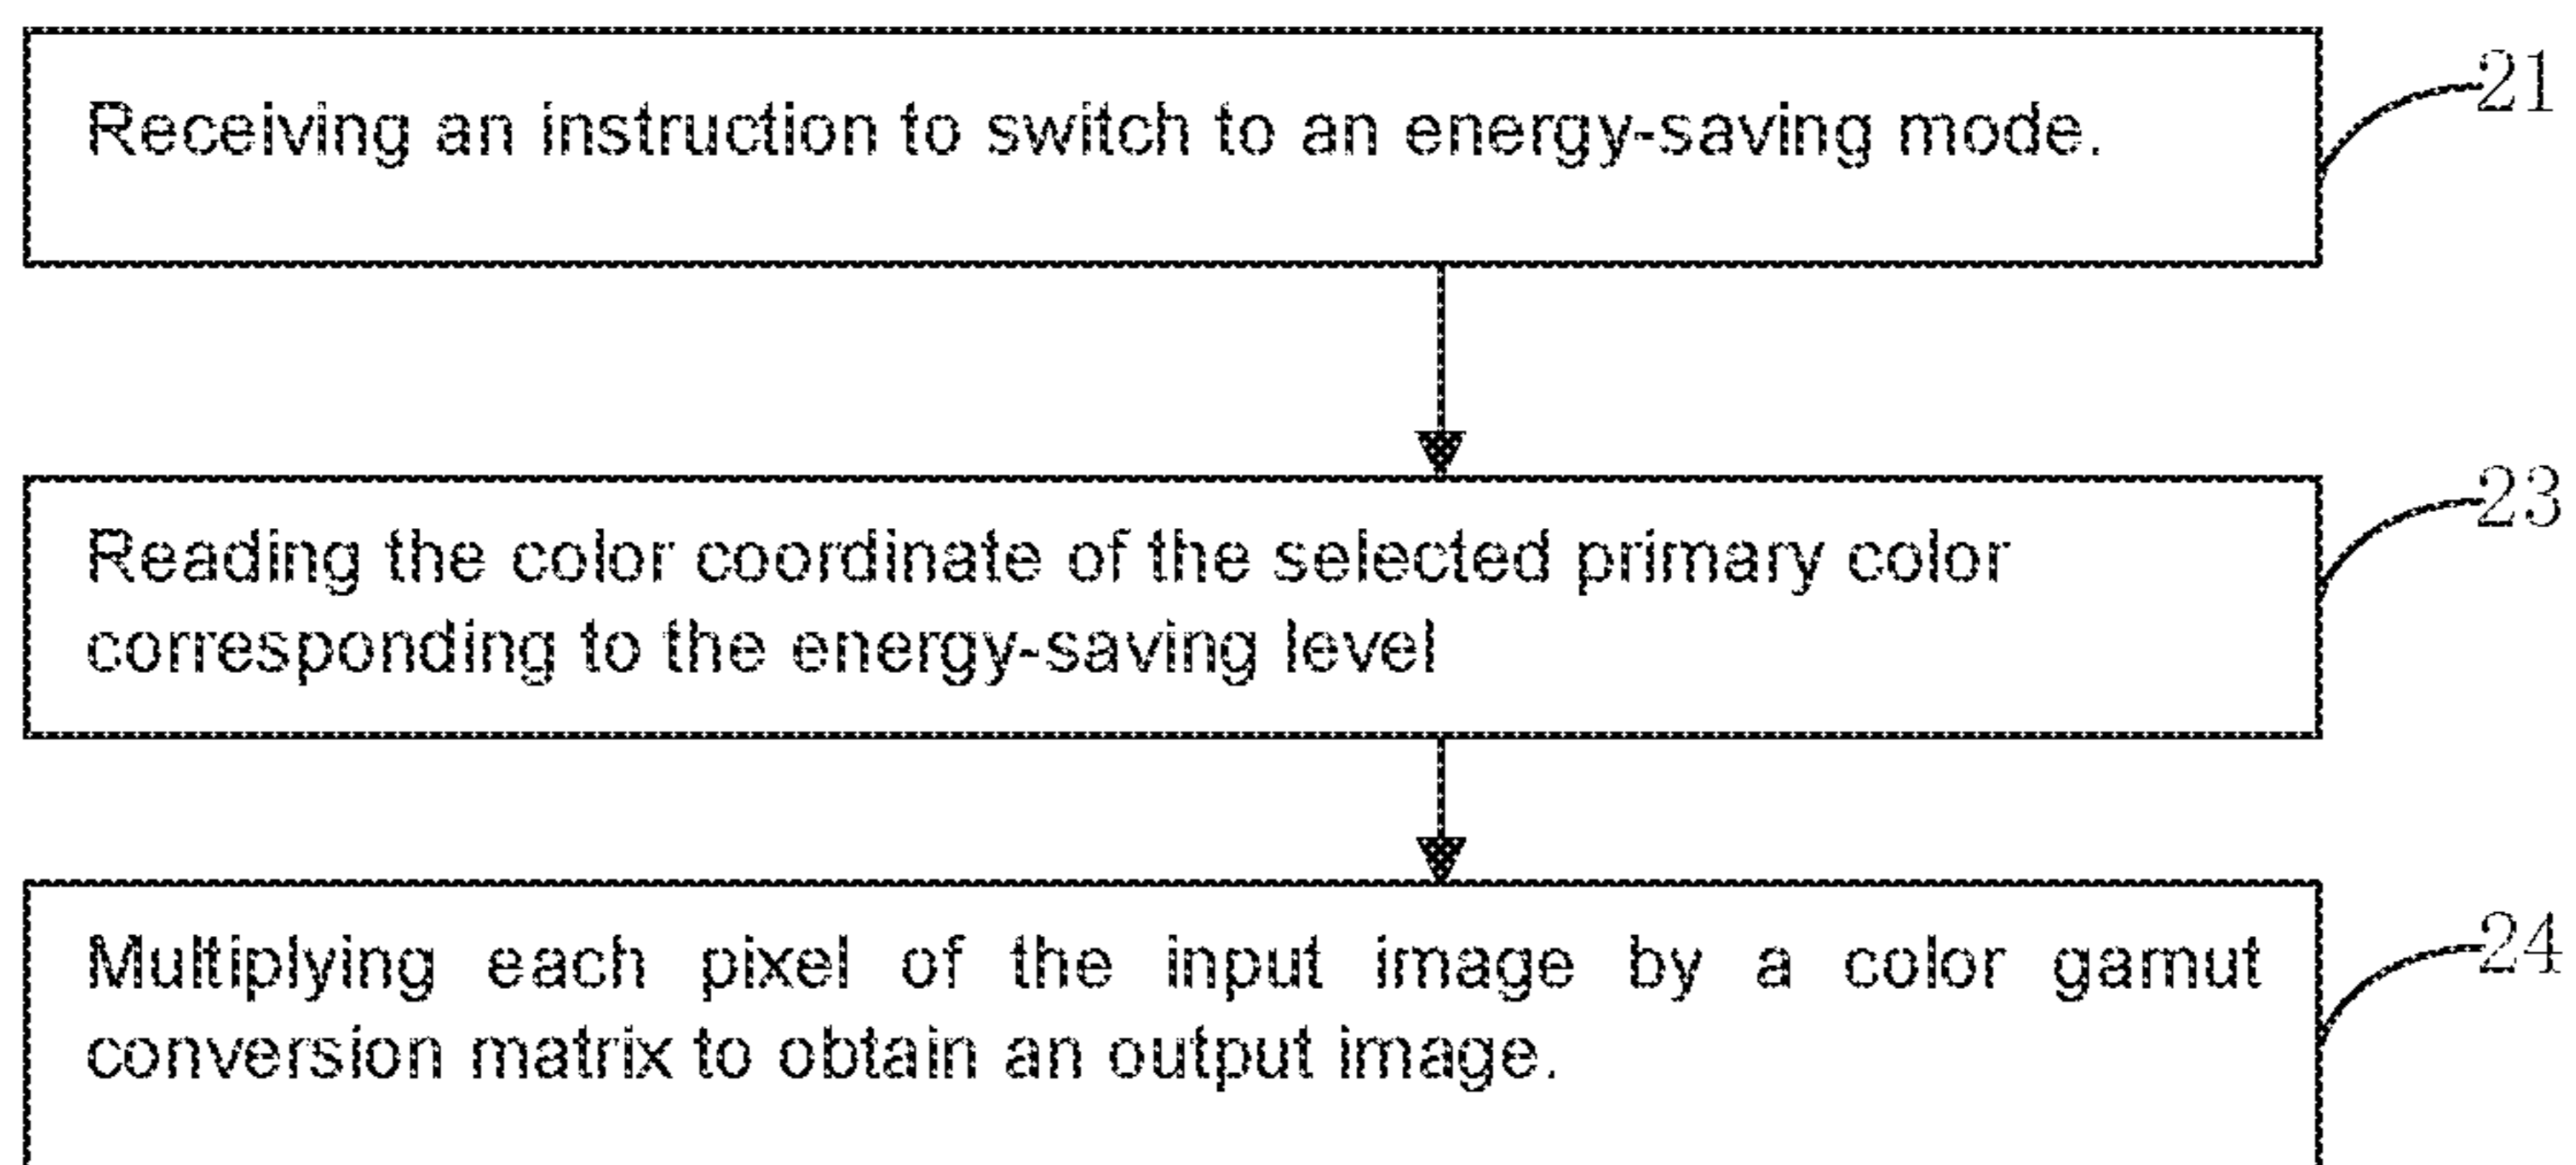 Receiving an instruction to switch to an energy-saving mode.
21
Reading the color coordinate of the selected primary color
corresponding to the energy-saving level
23
Multiplying each pixel of the input image by a color gamut
conversion matrix to obtain an output image.
24